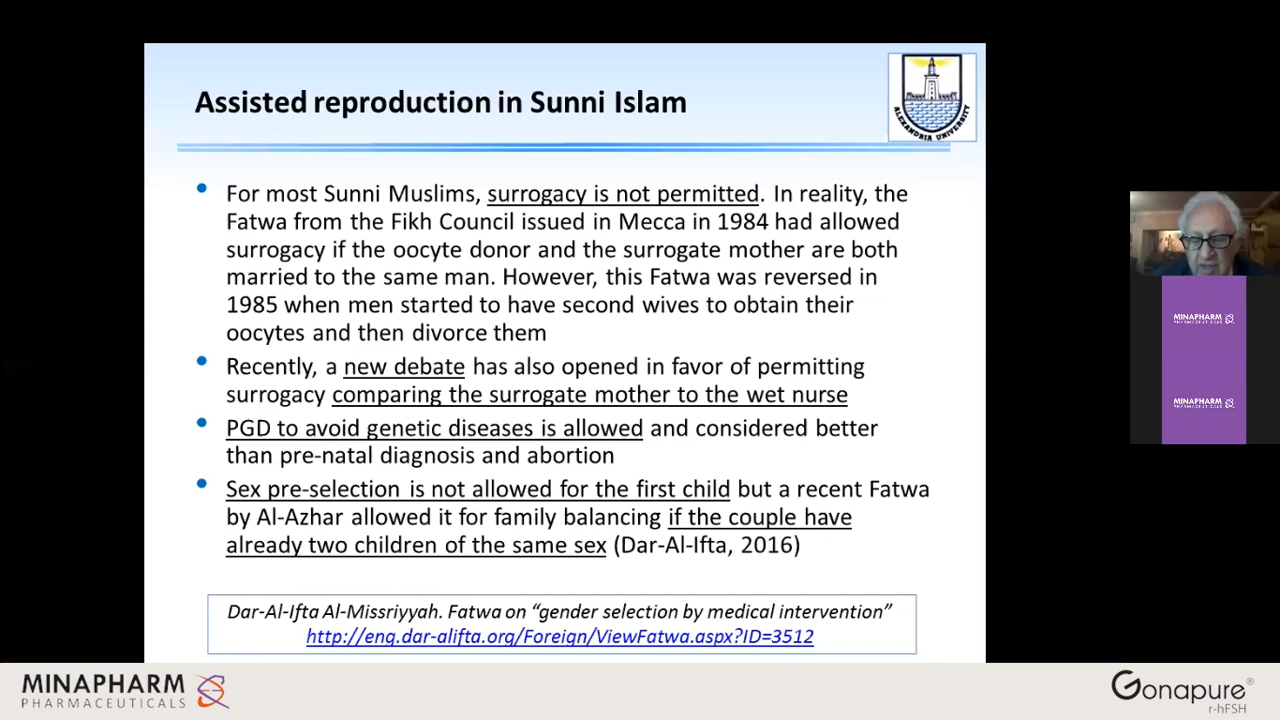 Assisted reproduction in Sunni Islam
ALEXANDRIA UNIVERSITY
• For most Sunni Muslims, surrogacy is not permitted. In reality, the
Fatwa from the Fikh Council issued in Mecca in 1984 had allowed
surrogacy if the oocyte donor and the surrogate mother are both
married to the same man. However, this Fatwa was reversed in
1985 when men started to have second wives to obtain their
oocytes and then divorce them
• Recently, a new debate has also opened in favor of permitting
surrogacy comparing the surrogate mother to the wet nurse
• PGD to avoid genetic diseases is allowed and considered better
than pre-natal diagnosis and abortion
• Sex pre-selection is not allowed for the first child but a recent Fatwa
by Al-Azhar allowed it for family balancing if the couple have
already two children of the same sex (Dar-Al-Ifta, 2016)
Dar-Al-Ifta Al-Missriyyah. Fatwa on “gender selection by medical intervention”
http://eng.dar-alifta.org/Foreign/ViewFatwa.aspx?ID=3512
MINAPHARM
PHARMACEUTICALS
MINAPHARM
PHARMACEUTICALS
MINAPHARM
PHARMACEUTICALS
Gonapure®
r-hFSH